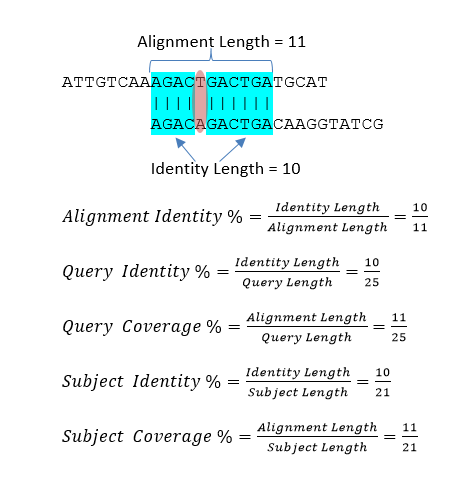 Alignment Length = 11
ATTGTCAAAGACTGACTGATGCAT
|||| ||||||
AGACAGACTGACAAGGTATCG
Identity Length = 10
Alignment Identity % = Identity Length / Alignment Length = 10 / 11
Query Identity % = Identity Length / Query Length = 10 / 25
Query Coverage % = Alignment Length / Query Length = 11 / 25
Subject Identity % = Identity Length / Subject Length = 10 / 21
Subject Coverage % = Alignment Length / Subject Length = 11 / 21